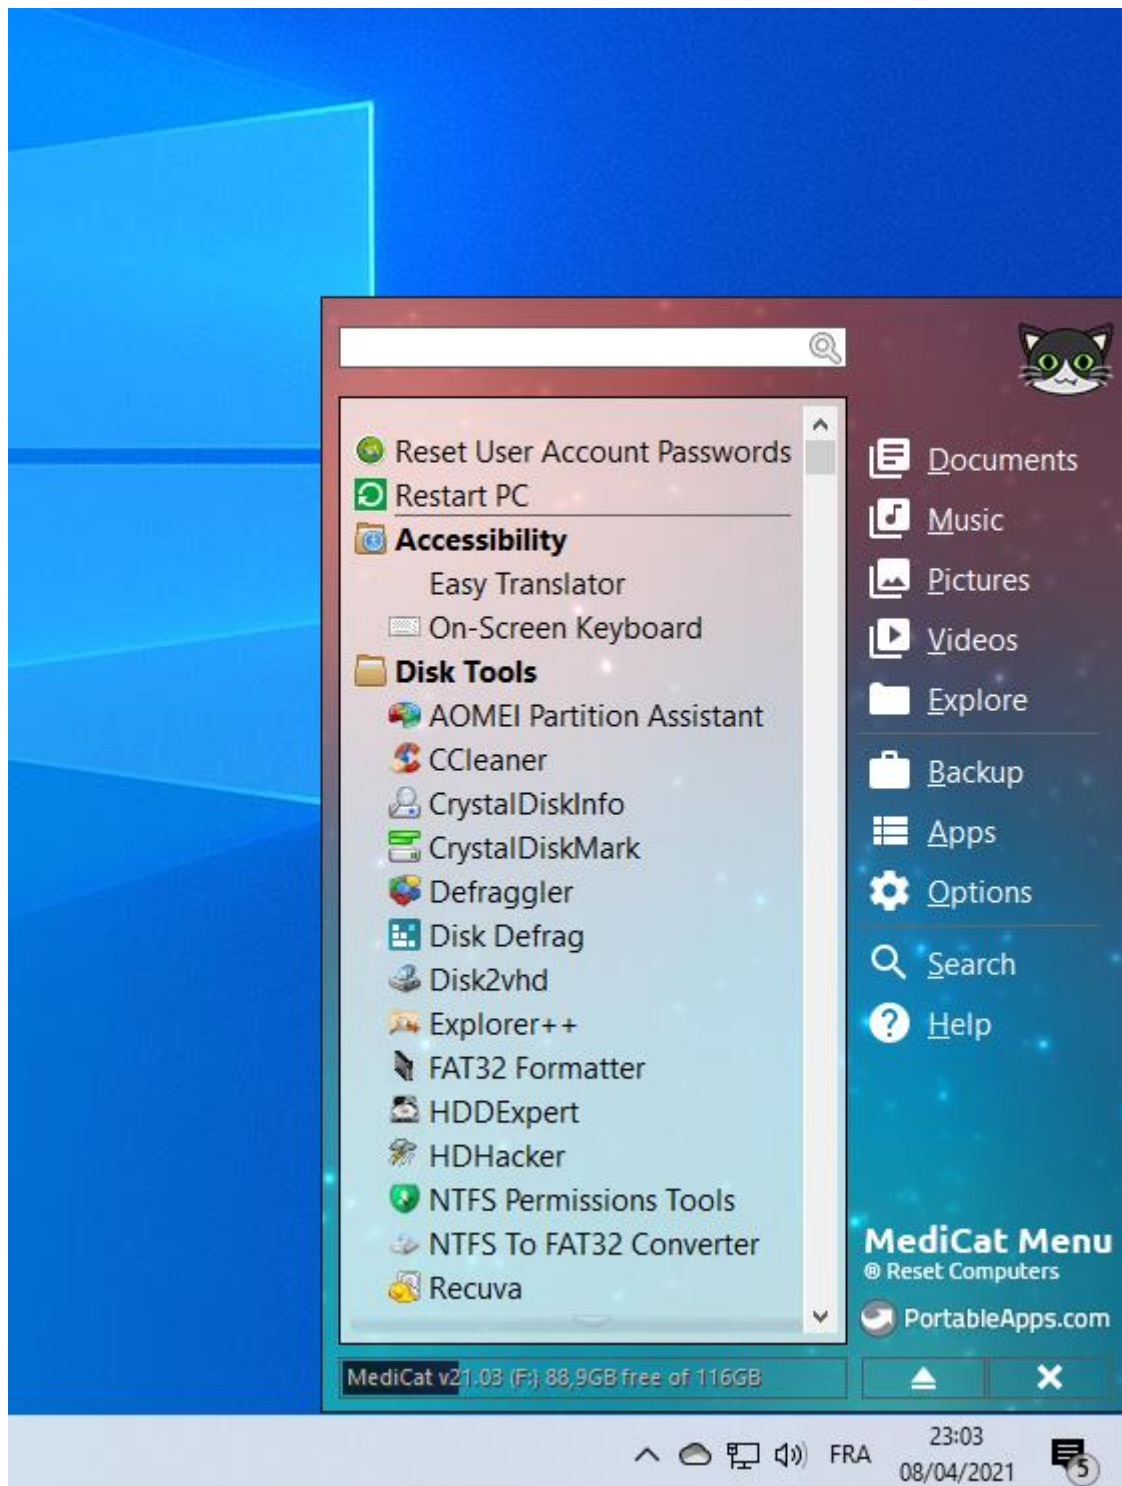 Reset User Account Passwords
Restart PC
Accessibility
Easy Translator
On-Screen Keyboard
Disk Tools
AOMEI Partition Assistant
CCleaner
CrystalDiskInfo
CrystalDiskMark
Defraggler
Disk Defrag
Disk2vhd
Explorer++
FAT32 Formatter
HDDExpert
HDHacker
NTFS Permissions Tools
NTFS To FAT32 Converter
Recuva
MediCat v21.03 (F:) 88,9GB free of 116GB
Documents
Music
Pictures
Videos
Explore
Backup
Apps
Options
Search
Help
MediCat Menu
® Reset Computers
PortableApps.com
FRA
23:03
08/04/2021
5